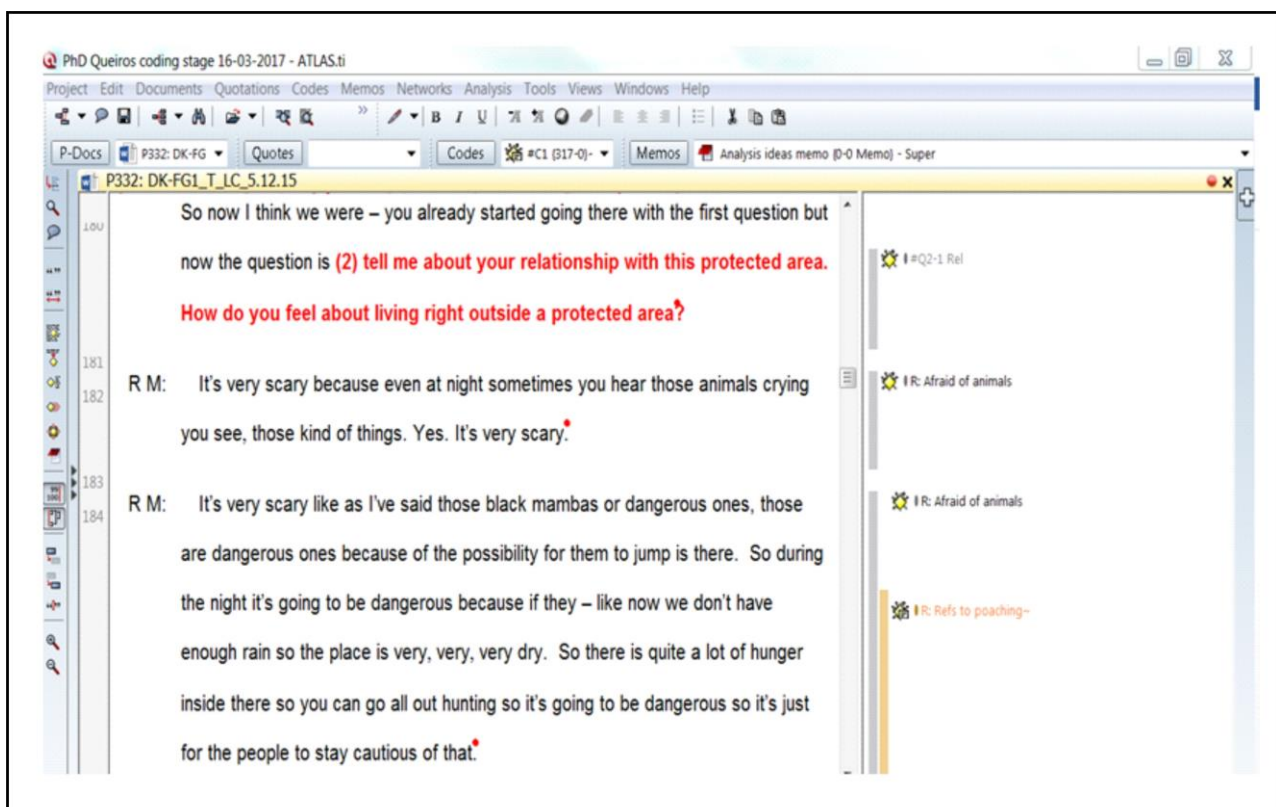 PhD Queiros coding stage 16-03-2017 - ATLAS.ti
Project Edit Documents Quotations Codes Memos Networks Analysis Tools Views Windows Help
B I U
P-Docs P332: DK-FG Quotes Codes #C1 (317-0)- Memos Analysis ideas memo (0-0 Memo) - Super
P332: DK-FG1_T_LC_5.12.15
180 So now I think we were – you already started going there with the first question but
now the question is (2) tell me about your relationship with this protected area. #Q2-1 Rel
How do you feel about living right outside a protected area?
181
182 R M: It's very scary because even at night sometimes you hear those animals crying R: Afraid of animals
you see, those kind of things. Yes. It's very scary.
183
184 R M: It's very scary like as I've said those black mambas or dangerous ones, those R: Afraid of animals
are dangerous ones because of the possibility for them to jump is there. So during
the night it's going to be dangerous because if they – like now we don't have R: Refs to poaching~
enough rain so the place is very, very, very dry. So there is quite a lot of hunger
inside there so you can go all out hunting so it's going to be dangerous so it's just
for the people to stay cautious of that.